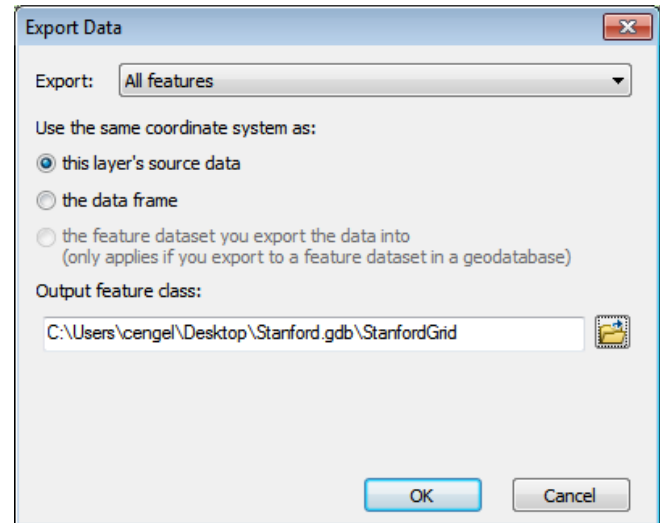 Export Data
Export: All features
Use the same coordinate system as:
this layer's source data
the data frame
the feature dataset you export the data into
(only applies if you export to a feature dataset in a geodatabase)
Output feature class:
C:\Users\cengel\Desktop\Stanford.gdb\StanfordGrid
OK Cancel